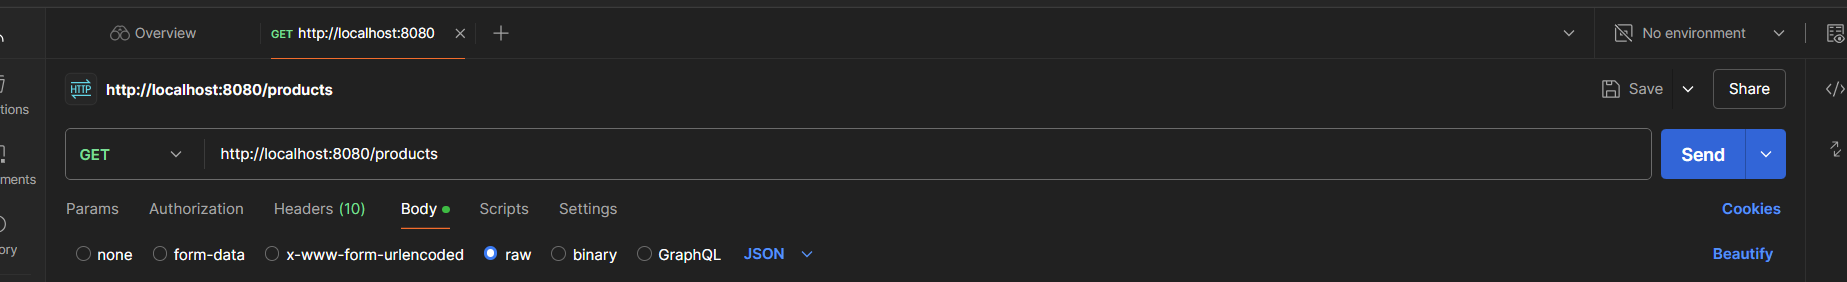 Overview GET http://localhost:8080 No environment
HTTP http://localhost:8080/products Save Share
tions
GET http://localhost:8080/products Send
ments
Params Authorization Headers (10) Body Scripts Settings Cookies
ory
none form-data x-www-form-urlencoded raw binary GraphQL JSON Beautify